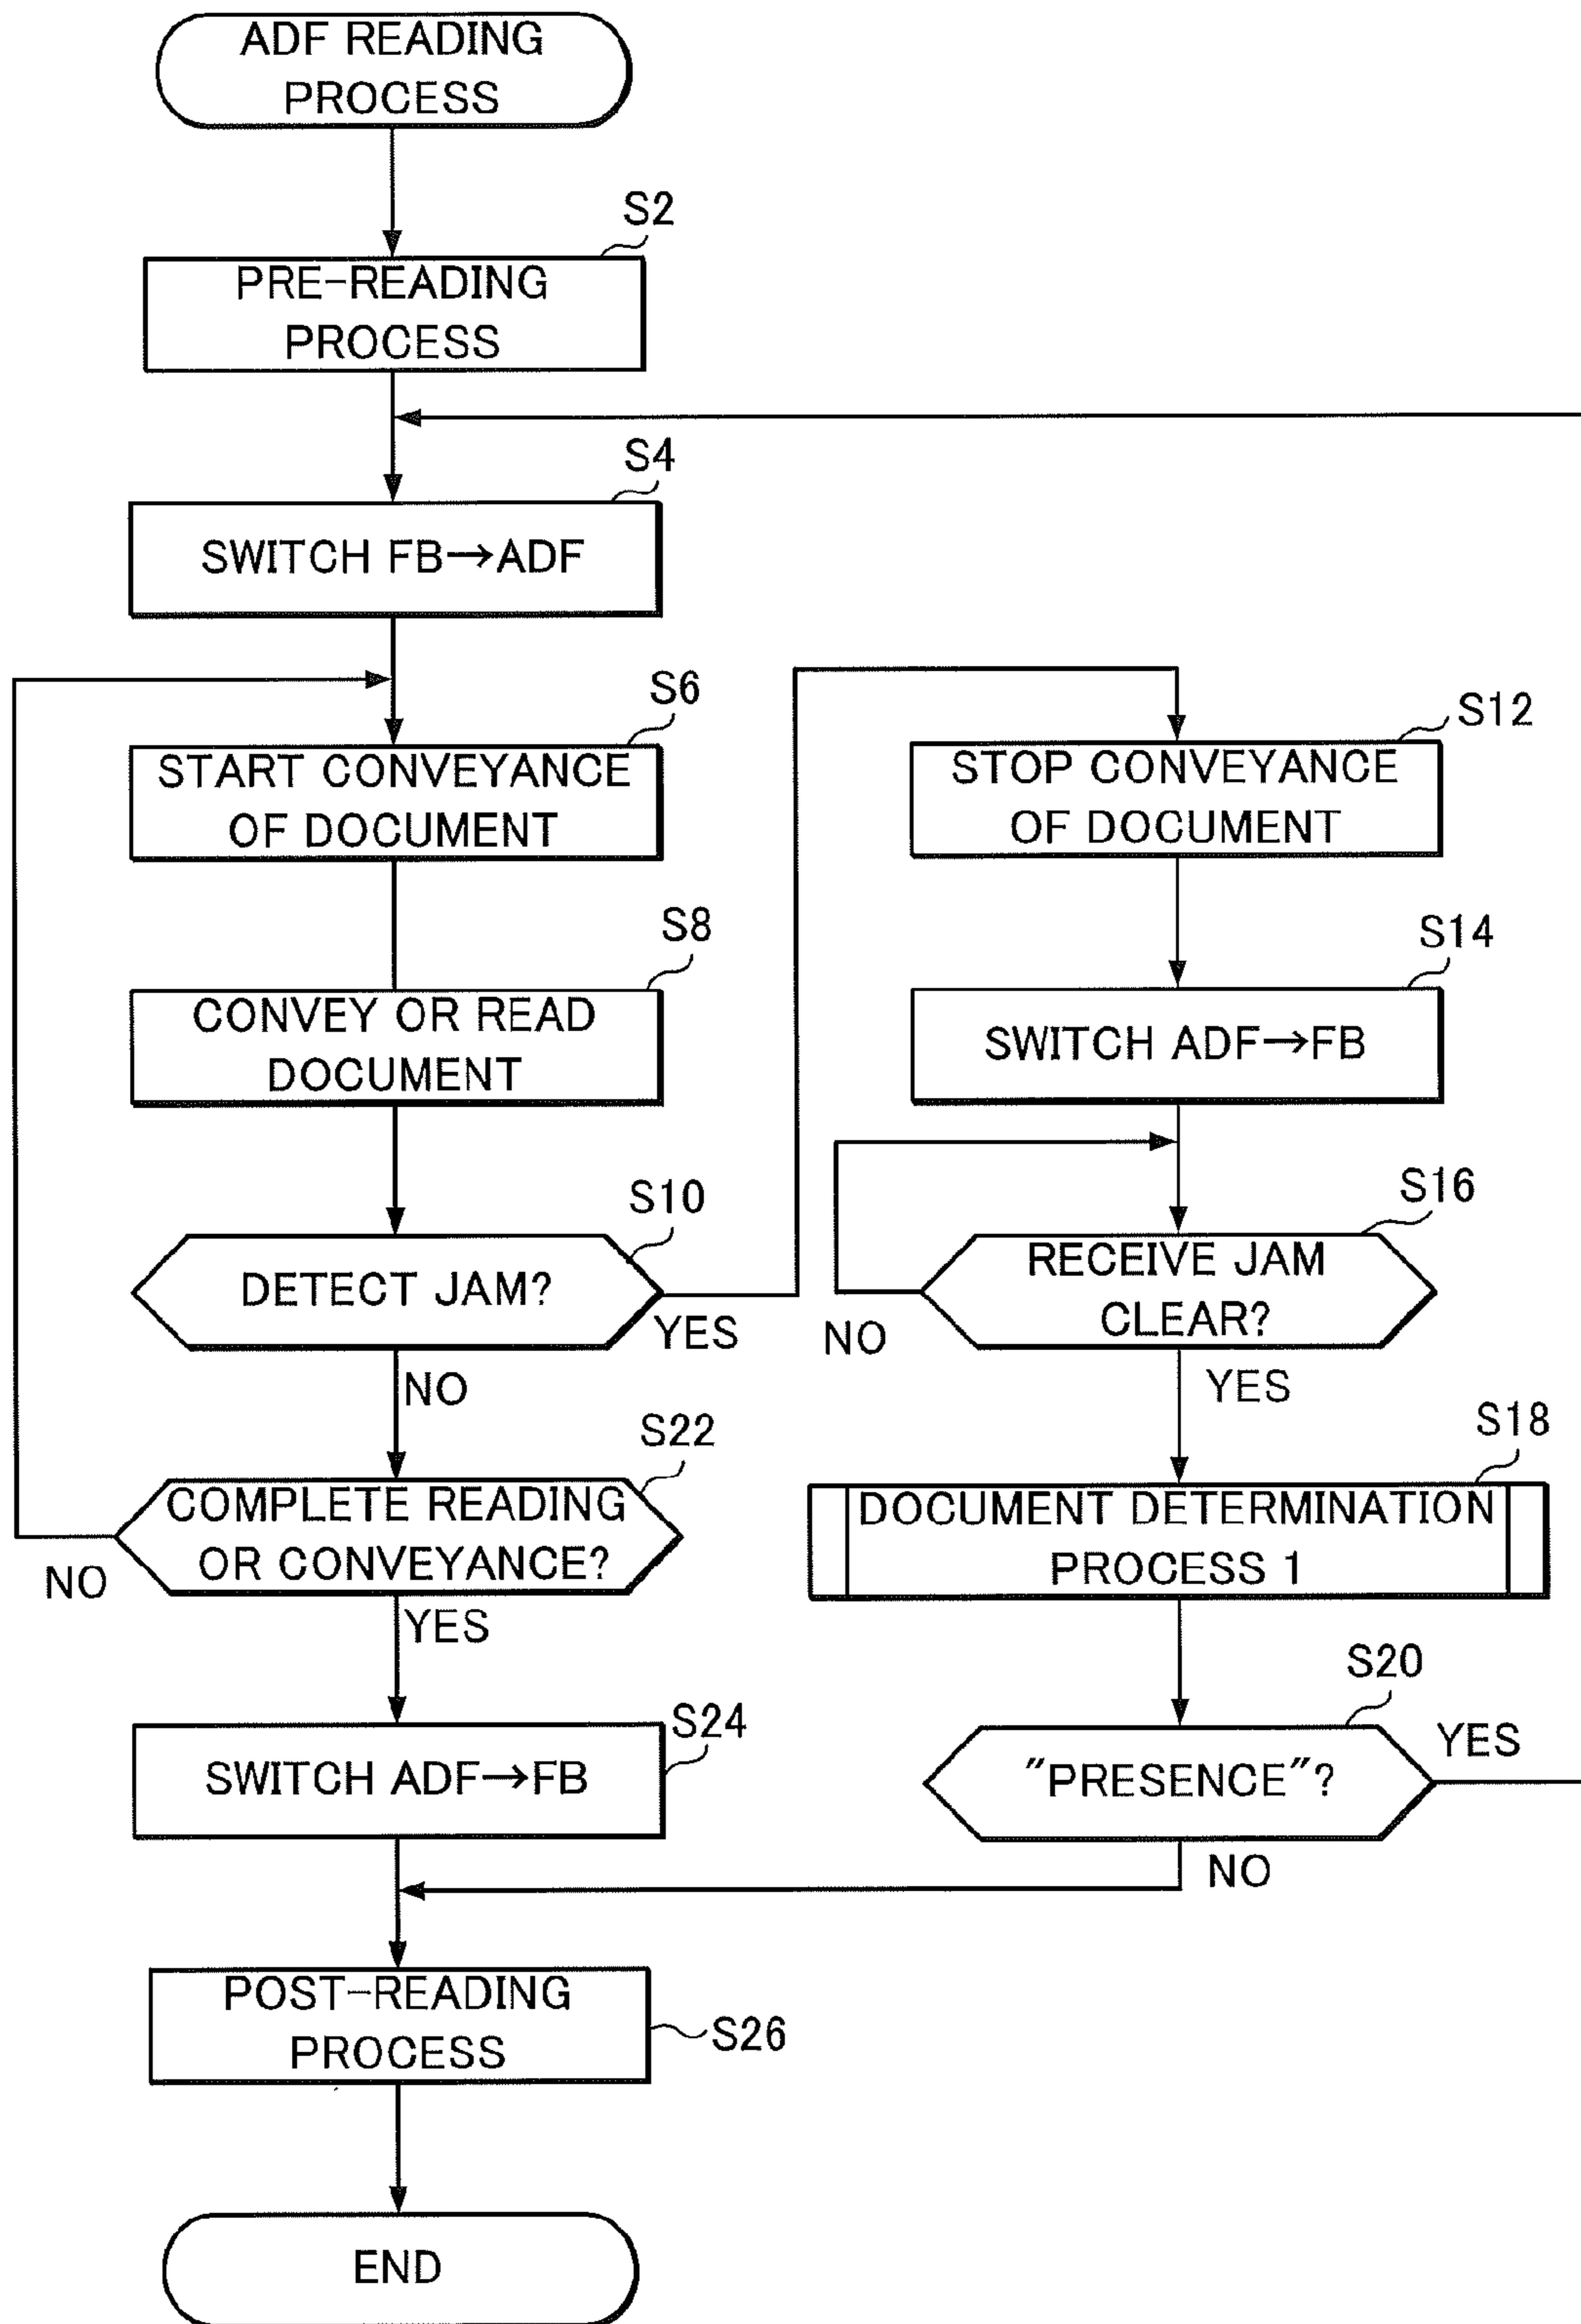 ADF READING
PROCESS
S2
PRE-READING
PROCESS
S4
SWITCH FB→ADF
S6
START CONVEYANCE
OF DOCUMENT
S8
CONVEY OR READ
DOCUMENT
S10
DETECT JAM?
YES
NO
S22
COMPLETE READING
OR CONVEYANCE?
NO
YES
S24
SWITCH ADF→FB
S12
STOP CONVEYANCE
OF DOCUMENT
S14
SWITCH ADF→FB
S16
RECEIVE JAM
CLEAR?
NO
YES
S18
DOCUMENT DETERMINATION
PROCESS 1
S20
"PRESENCE"?
YES
NO
POST-READING
PROCESS
S26
END